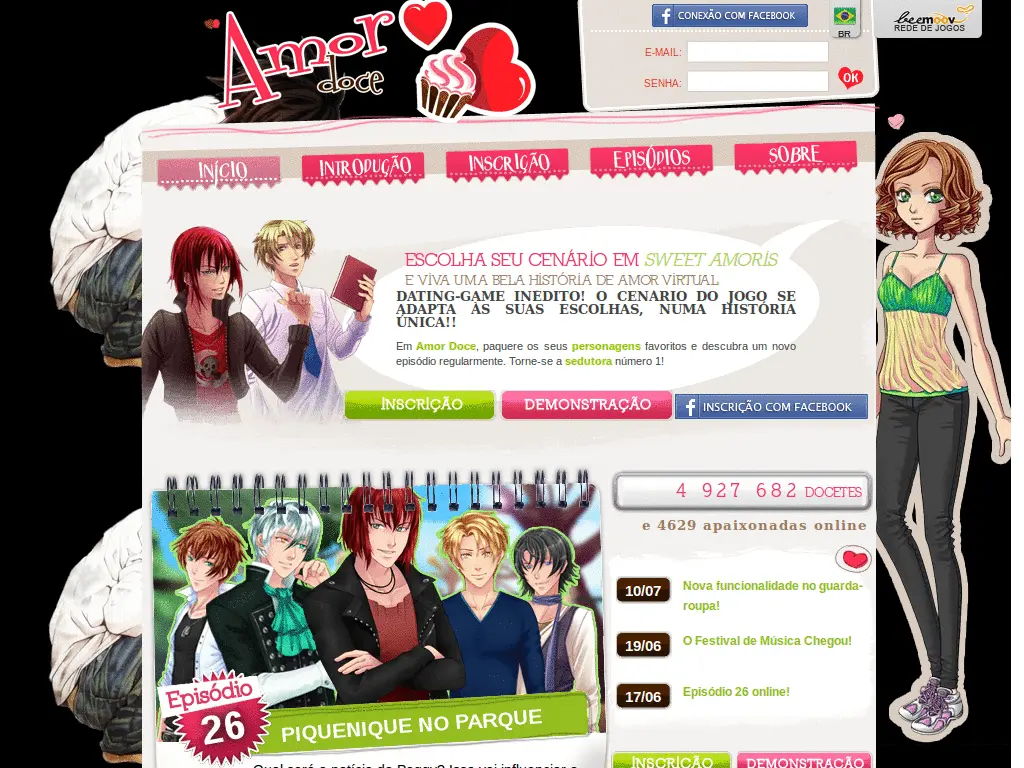 Amor
doce
CONEXÃO COM FACEBOOK
BR
beemoov
REDE DE JOGOS
E-MAIL:
SENHA:
OK
INÍCIO
INTRODUÇÃO
INSCRIÇÃO
EPISÓDIOS
SOBRE
ESCOLHA SEU CENÁRIO EM SWEET AMORIS
E VIVA UMA BELA HISTÓRIA DE AMOR VIRTUAL
DATING-GAME INEDITO! O CENARIO DO JOGO SE
ADAPTA ÀS SUAS ESCOLHAS, NUMA HISTÓRIA
ÚNICA!!
Em Amor Doce, paquere os seus personagens favoritos e descubra um novo
episódio regularmente. Torne-se a sedutora número 1!
INSCRIÇÃO
DEMONSTRAÇÃO
INSCRIÇÃO COM FACEBOOK
4 927 682 DOCETES
e 4629 apaixonadas online
10/07 Nova funcionalidade no guarda-
roupa!
19/06 O Festival de Música Chegou!
17/06 Episódio 26 online!
Episódio
26
PIQUENIQUE NO PARQUE
INSCRIÇÃO
DEMONSTRAÇÃO